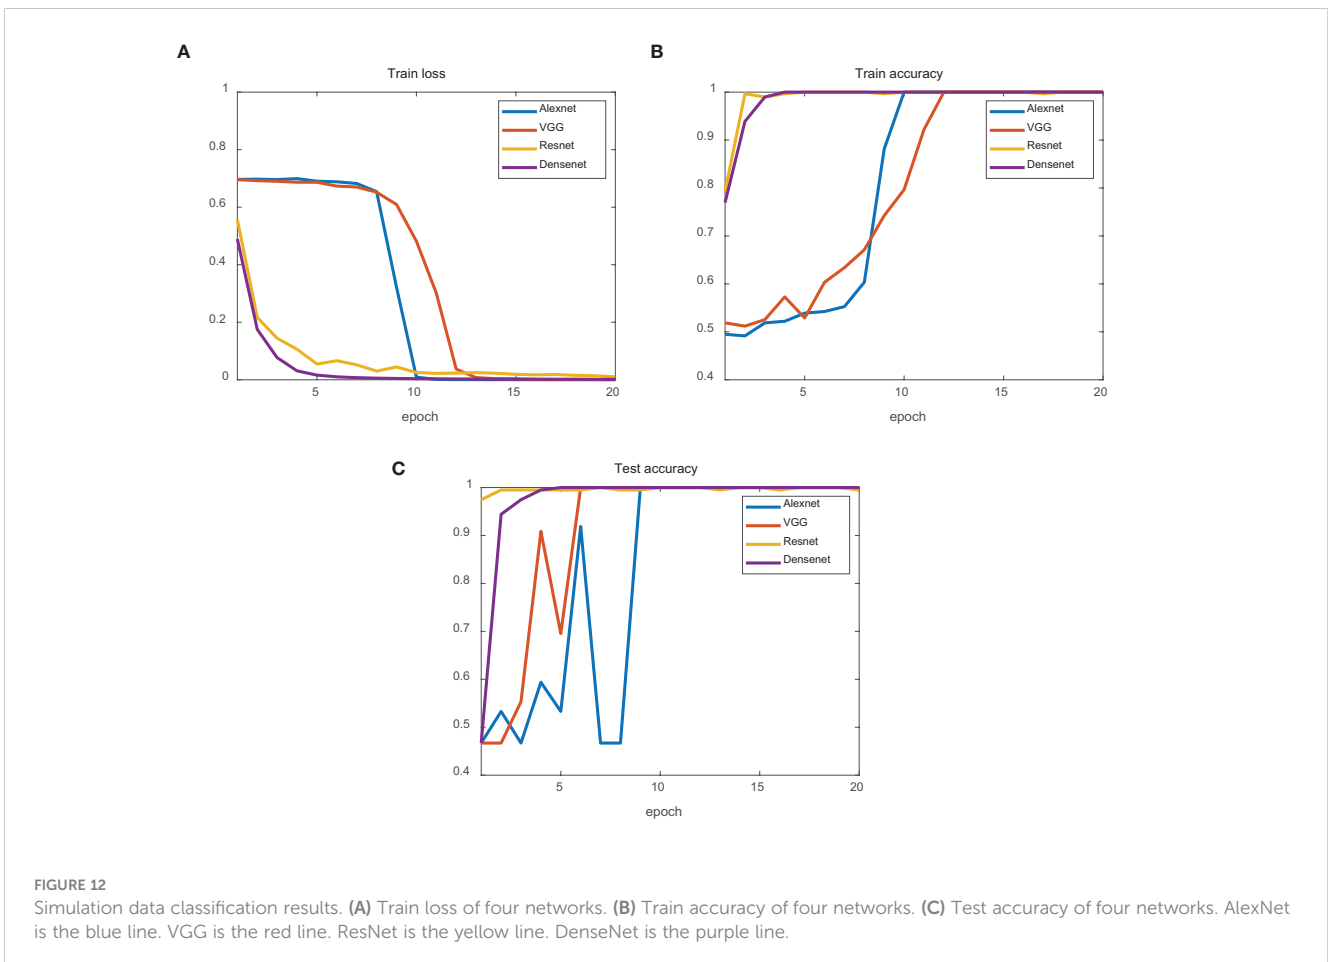 A
Train loss
1
0.8
0.6
0.4
0.2
0
5
10
15
20
epoch
Alexnet
VGG
Resnet
Densenet
B
Train accuracy
1
0.9
0.8
0.7
0.6
0.5
0.4
5
10
15
20
epoch
Alexnet
VGG
Resnet
Densenet
C
Test accuracy
1
0.9
0.8
0.7
0.6
0.5
0.4
5
10
15
20
epoch
Alexnet
VGG
Resnet
Densenet
FIGURE 12
Simulation data classification results. (A) Train loss of four networks. (B) Train accuracy of four networks. (C) Test accuracy of four networks. AlexNet
is the blue line. VGG is the red line. ResNet is the yellow line. DenseNet is the purple line.